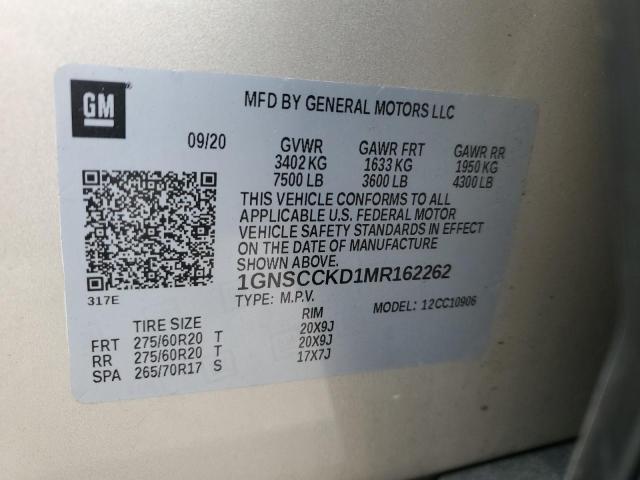 GM
MFD BY GENERAL MOTORS LLC
09/20 GVWR GAWR FRT GAWR RR
3402 KG 1633 KG 1950 KG
7500 LB 3600 LB 4300 LB
THIS VEHICLE CONFORMS TO ALL
APPLICABLE U.S. FEDERAL MOTOR
VEHICLE SAFETY STANDARDS IN EFFECT
ON THE DATE OF MANUFACTURE
SHOWN ABOVE.
1GNSCCKD1MR162262
317E
TYPE: M.P.V. MODEL: 12CC10906
TIRE SIZE RIM
FRT 275/60R20 T 20X9J
RR 275/60R20 T 20X9J
SPA 265/70R17 S 17X7J